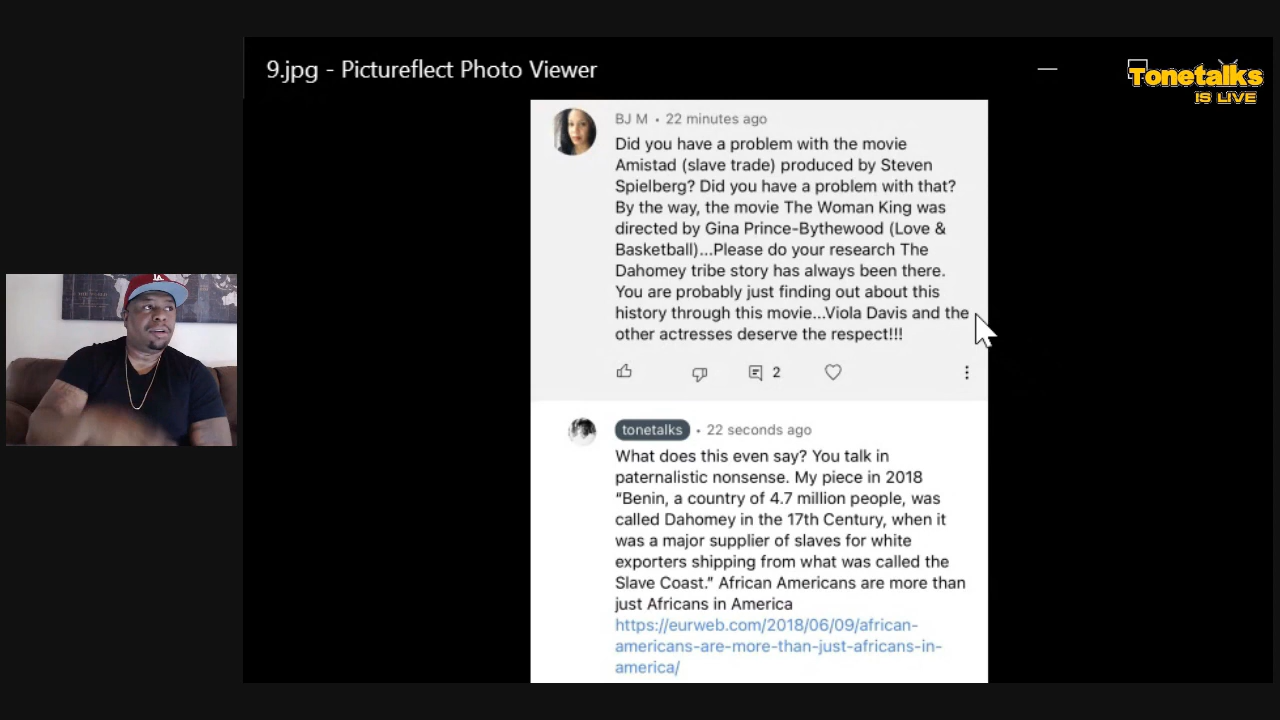 9.jpg - Pictureflect Photo Viewer
Tonetalks
IS LIVE
BJ M • 22 minutes ago
Did you have a problem with the movie
Amistad (slave trade) produced by Steven
Spielberg? Did you have a problem with that?
By the way, the movie The Woman King was
directed by Gina Prince-Bythewood (Love &
Basketball)...Please do your research The
Dahomey tribe story has always been there.
You are probably just finding out about this
history through this movie...Viola Davis and the
other actresses deserve the respect!!!
2
tonetalks • 22 seconds ago
What does this even say? You talk in
paternalistic nonsense. My piece in 2018
“Benin, a country of 4.7 million people, was
called Dahomey in the 17th Century, when it
was a major supplier of slaves for white
exporters shipping from what was called the
Slave Coast.” African Americans are more than
just Africans in America
https://eurweb.com/2018/06/09/african-
americans-are-more-than-just-africans-in-
america/